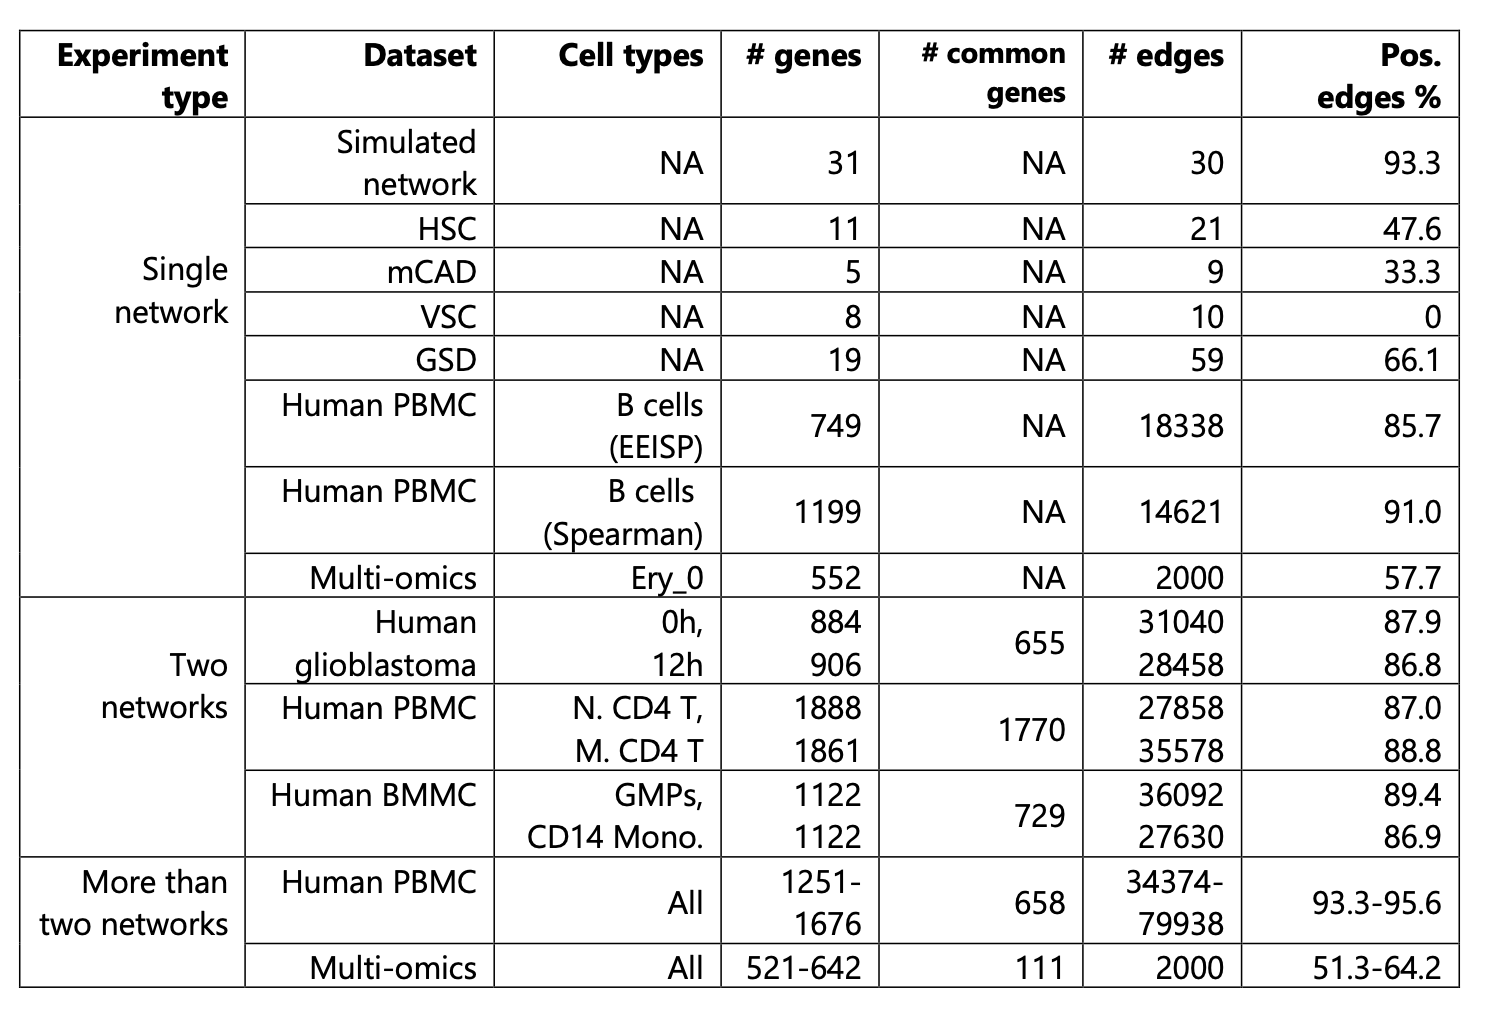 Experiment type Dataset Cell types # genes # common genes # edges Pos. edges %
Single network
Simulated network NA 31 NA 30 93.3
HSC NA 11 NA 21 47.6
mCAD NA 5 NA 9 33.3
VSC NA 8 NA 10 0
GSD NA 19 NA 59 66.1
Human PBMC B cells (EEISP) 749 NA 18338 85.7
Human PBMC B cells (Spearman) 1199 NA 14621 91.0
Multi-omics Ery_0 552 NA 2000 57.7
Two networks
Human glioblastoma 0h, 12h 884 906 655 31040 28458 87.9 86.8
Human PBMC N. CD4 T, M. CD4 T 1888 1861 1770 27858 35578 87.0 88.8
Human BMMC GMPs, CD14 Mono. 1122 1122 729 36092 27630 89.4 86.9
More than two networks
Human PBMC All 1251-1676 658 34374-79938 93.3-95.6
Multi-omics All 521-642 111 2000 51.3-64.2